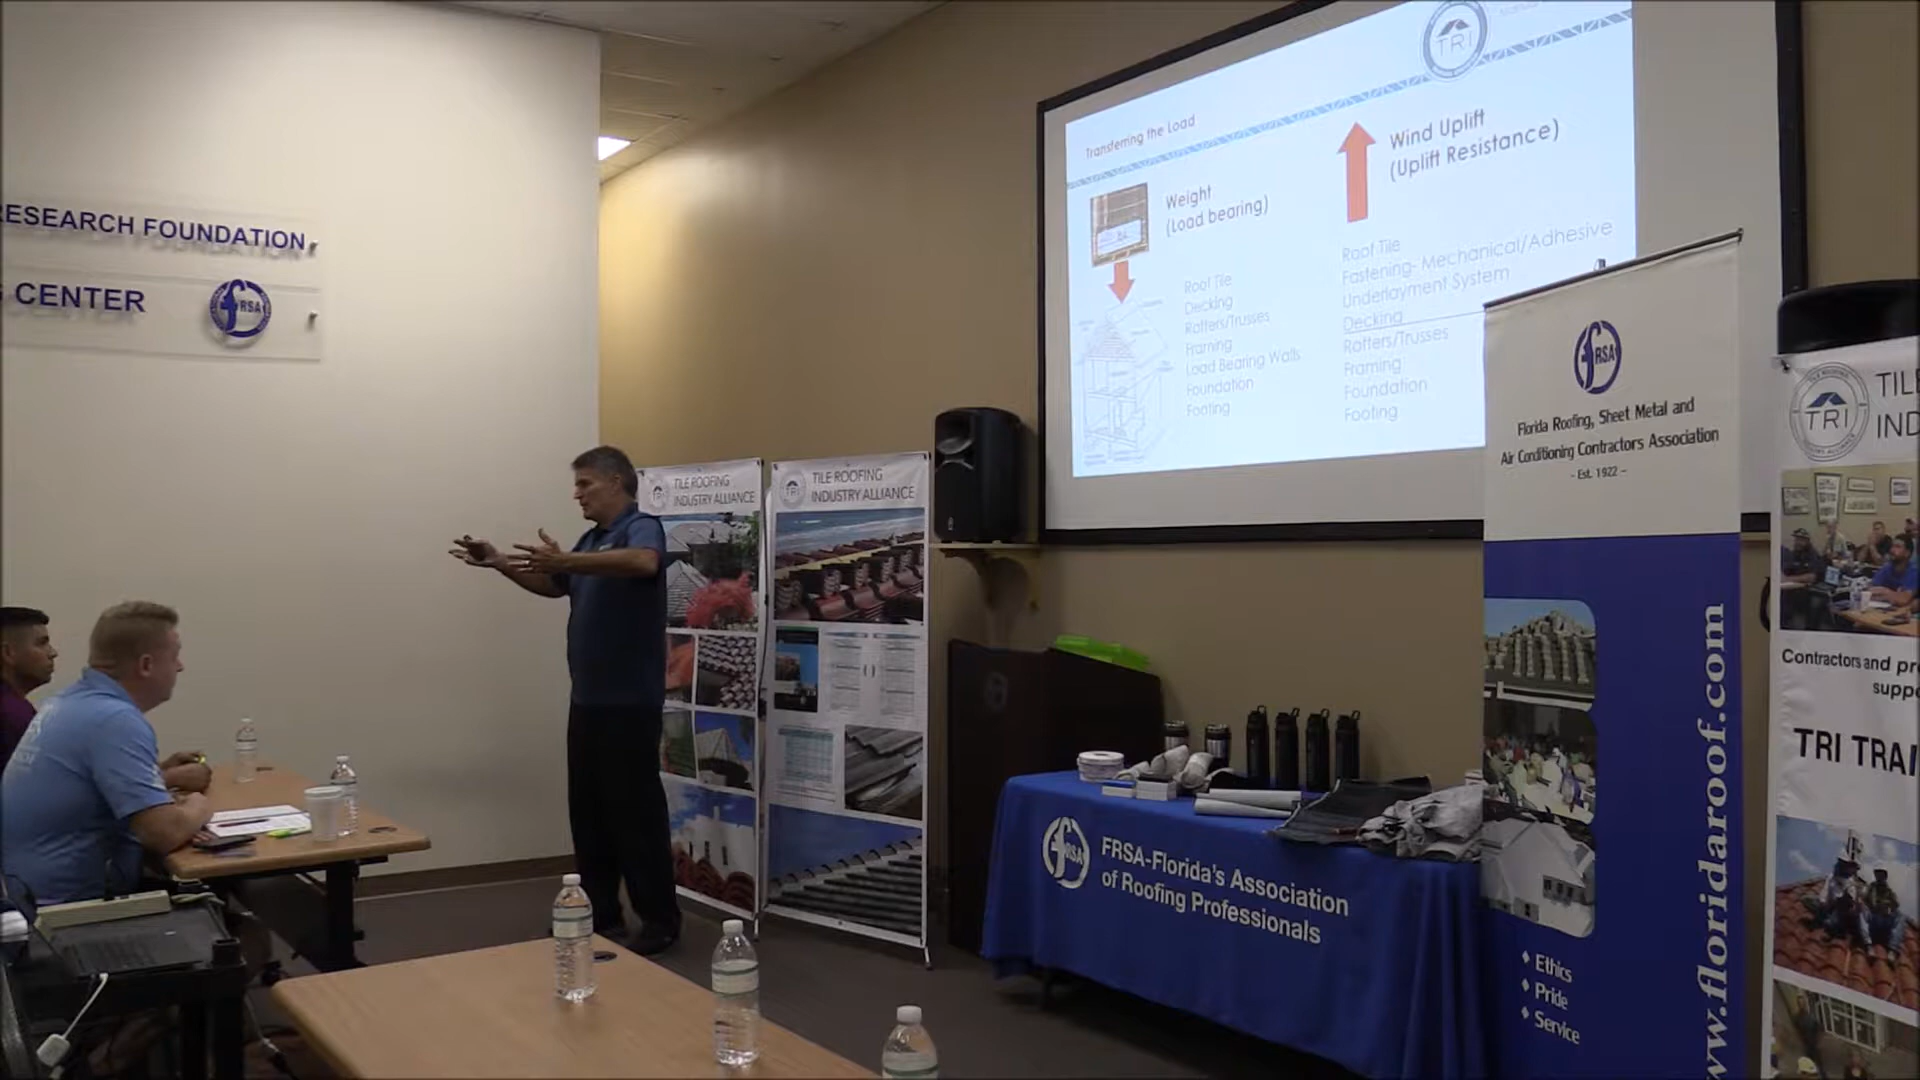 RESEARCH FOUNDATION
CENTER
FRSA
TRI
Transferring the Load
Weight
(Load bearing)
Roof Tile
Decking
Rafters/Trusses
Framing
Load Bearing Walls
Foundation
Footing
Wind Uplift
(Uplift Resistance)
Roof Tile
Fastening- Mechanical/Adhesive
Underlayment System
Decking
Rafters/Trusses
Framing
Foundation
Footing
TRI
TILE ROOFING
INDUSTRY ALLIANCE
TRI
TILE ROOFING
INDUSTRY ALLIANCE
FRSA
FRSA-Florida's Association
of Roofing Professionals
FRSA
Florida Roofing, Sheet Metal and
Air Conditioning Contractors Association
- Est. 1922 -
♦ Ethics
♦ Pride
♦ Service
ww.floridaroof.com
TRI
TIL
IND
Contractors and pr
supp
TRI TRAI